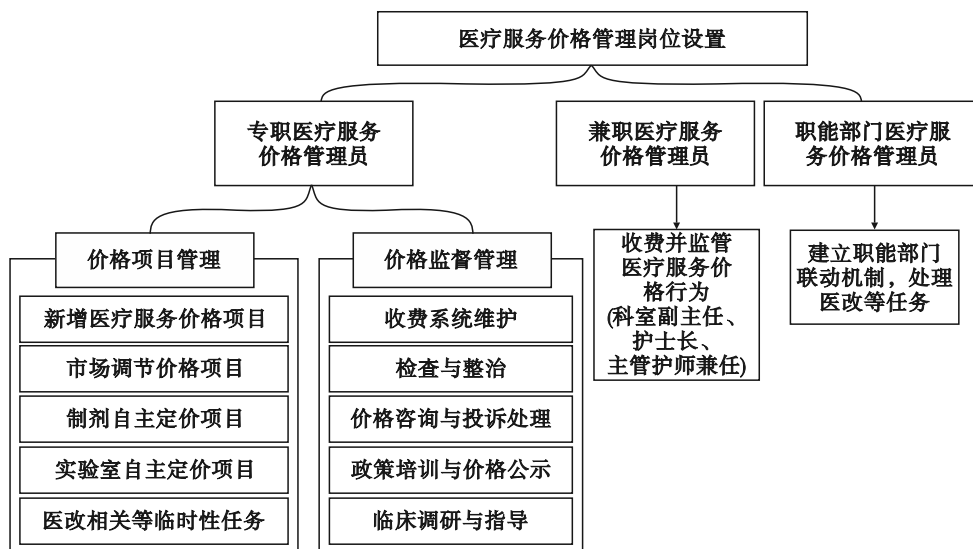 医疗服务价格管理岗位设置
专职医疗服务
价格管理员
兼职医疗服务
价格管理员
职能部门医疗服
务价格管理员
价格项目管理
新增医疗服务价格项目
市场调节价格项目
制剂自主定价项目
实验室自主定价项目
医改相关等临时性任务
价格监督管理
收费系统维护
检查与整治
价格咨询与投诉处理
政策培训与价格公示
临床调研与指导
收费并监管
医疗服务价
格行为
(科室副主任、
护士长、
主管护师兼任)
建立职能部门
联动机制，处理
医改等任务